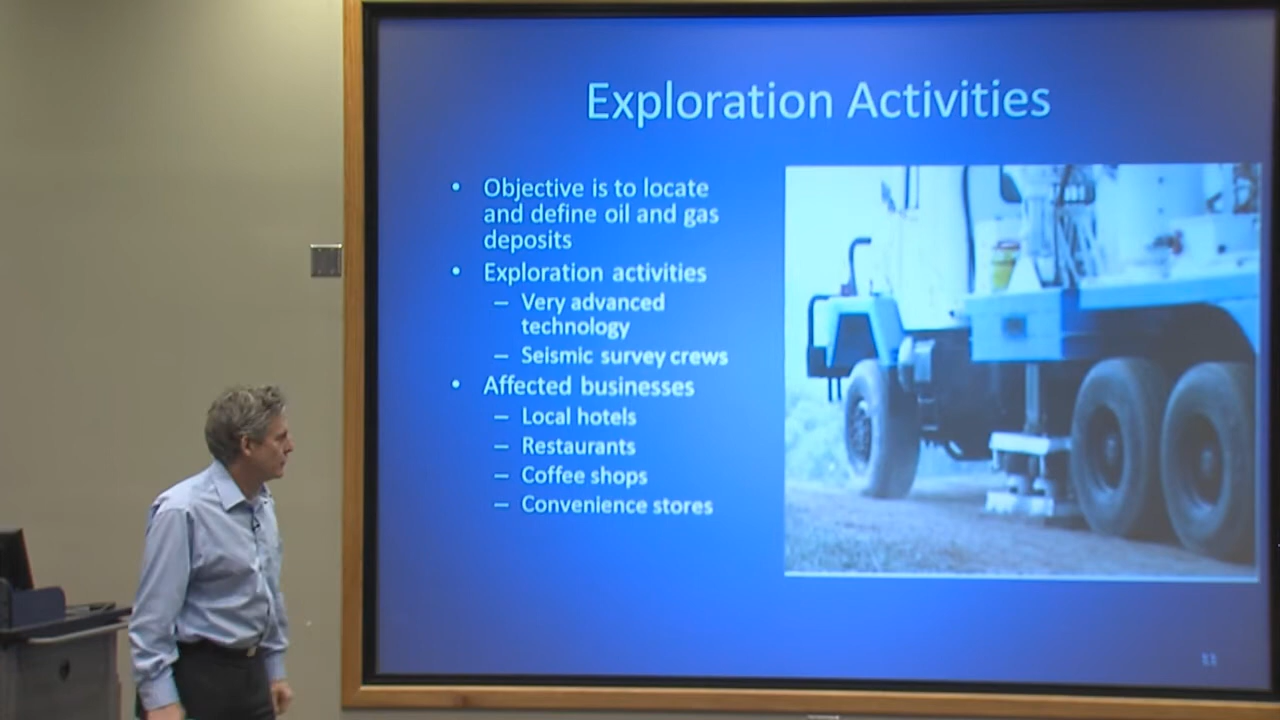 Exploration Activities
• Objective is to locate
and define oil and gas
deposits
• Exploration activities
– Very advanced
technology
– Seismic survey crews
• Affected businesses
– Local hotels
– Restaurants
– Coffee shops
– Convenience stores
11